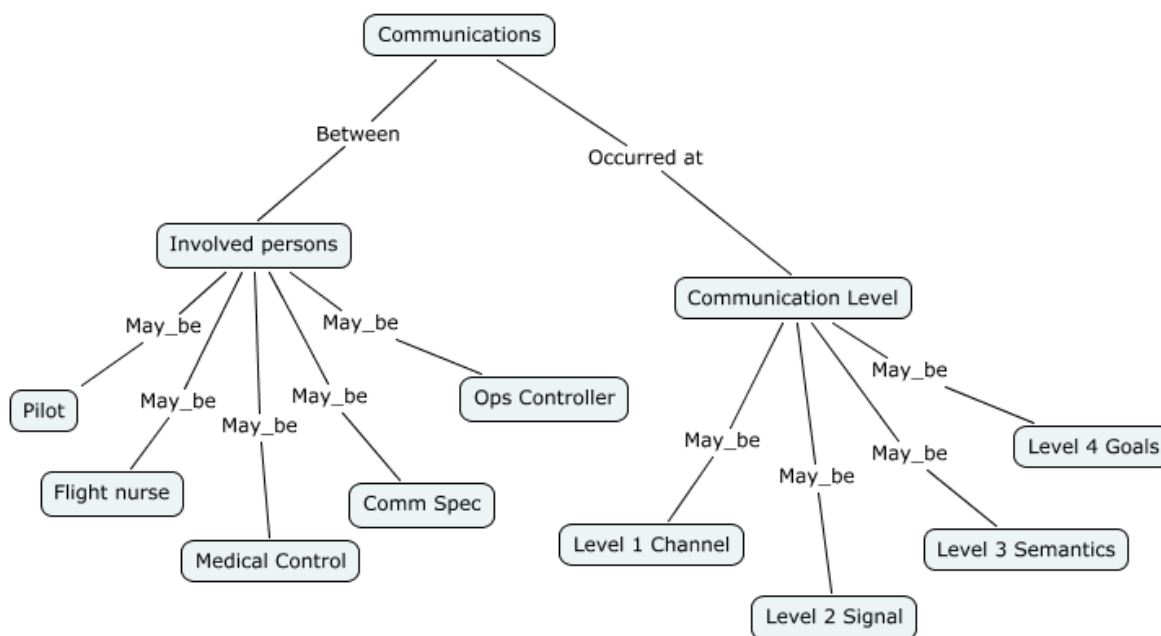 Communications
Between
Occurred at
Involved persons
Communication Level
May_be
May_be
May_be
May_be
May_be
Pilot
Flight nurse
Medical Control
Comm Spec
Ops Controller
May_be
May_be
May_be
May_be
Level 1 Channel
Level 2 Signal
Level 3 Semantics
Level 4 Goals